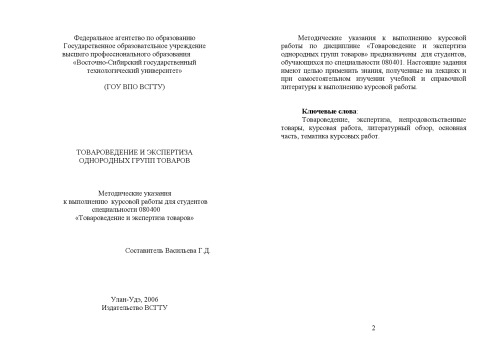 Федеральное агентство по образованию
Государственное образовательное учреждение
высшего профессионального образования
«Восточно-Сибирский государственный
технологический университет»
(ГОУ ВПО ВСГТУ)
ТОВАРОВЕДЕНИЕ И ЭКСПЕРТИЗА
ОДНОРОДНЫХ ГРУПП ТОВАРОВ
Методические указания
к выполнению курсовой работы для студентов
специальности 080400
«Товароведение и экспертиза товаров»
Составитель Васильева Г.Д.
Улан-Удэ, 2006
Издательство ВСГТУ
Методические указания к выполнению курсовой
работы по дисциплине «Товароведение и экспертиза
однородных групп товаров» предназначены для студентов,
обучающихся по специальности 080401. Настоящие задания
имеют целью применить знания, полученные на лекциях и
при самостоятельном изучении учебной и справочной
литературы к выполнению курсовой работы.
Ключевые слова:
Товароведение, экспертиза, непродовольственные
товары, курсовая работа, литературный обзор, основная
часть, тематика курсовых работ.
2